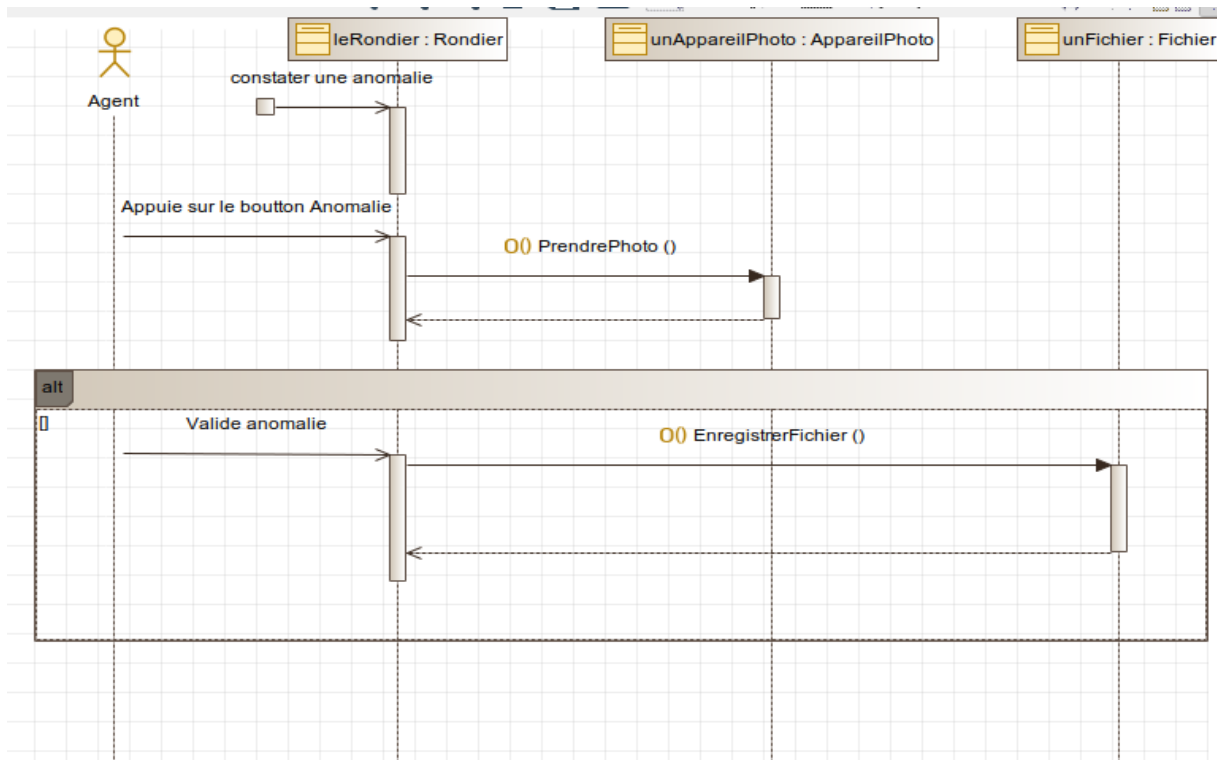 leRondier : Rondier
unAppareilPhoto : AppareilPhoto
unFichier : Fichier
constater une anomalie
Agent
Appuie sur le boutton Anomalie
O() PrendrePhoto ()
alt
[]
Valide anomalie
O() EnregistrerFichier ()